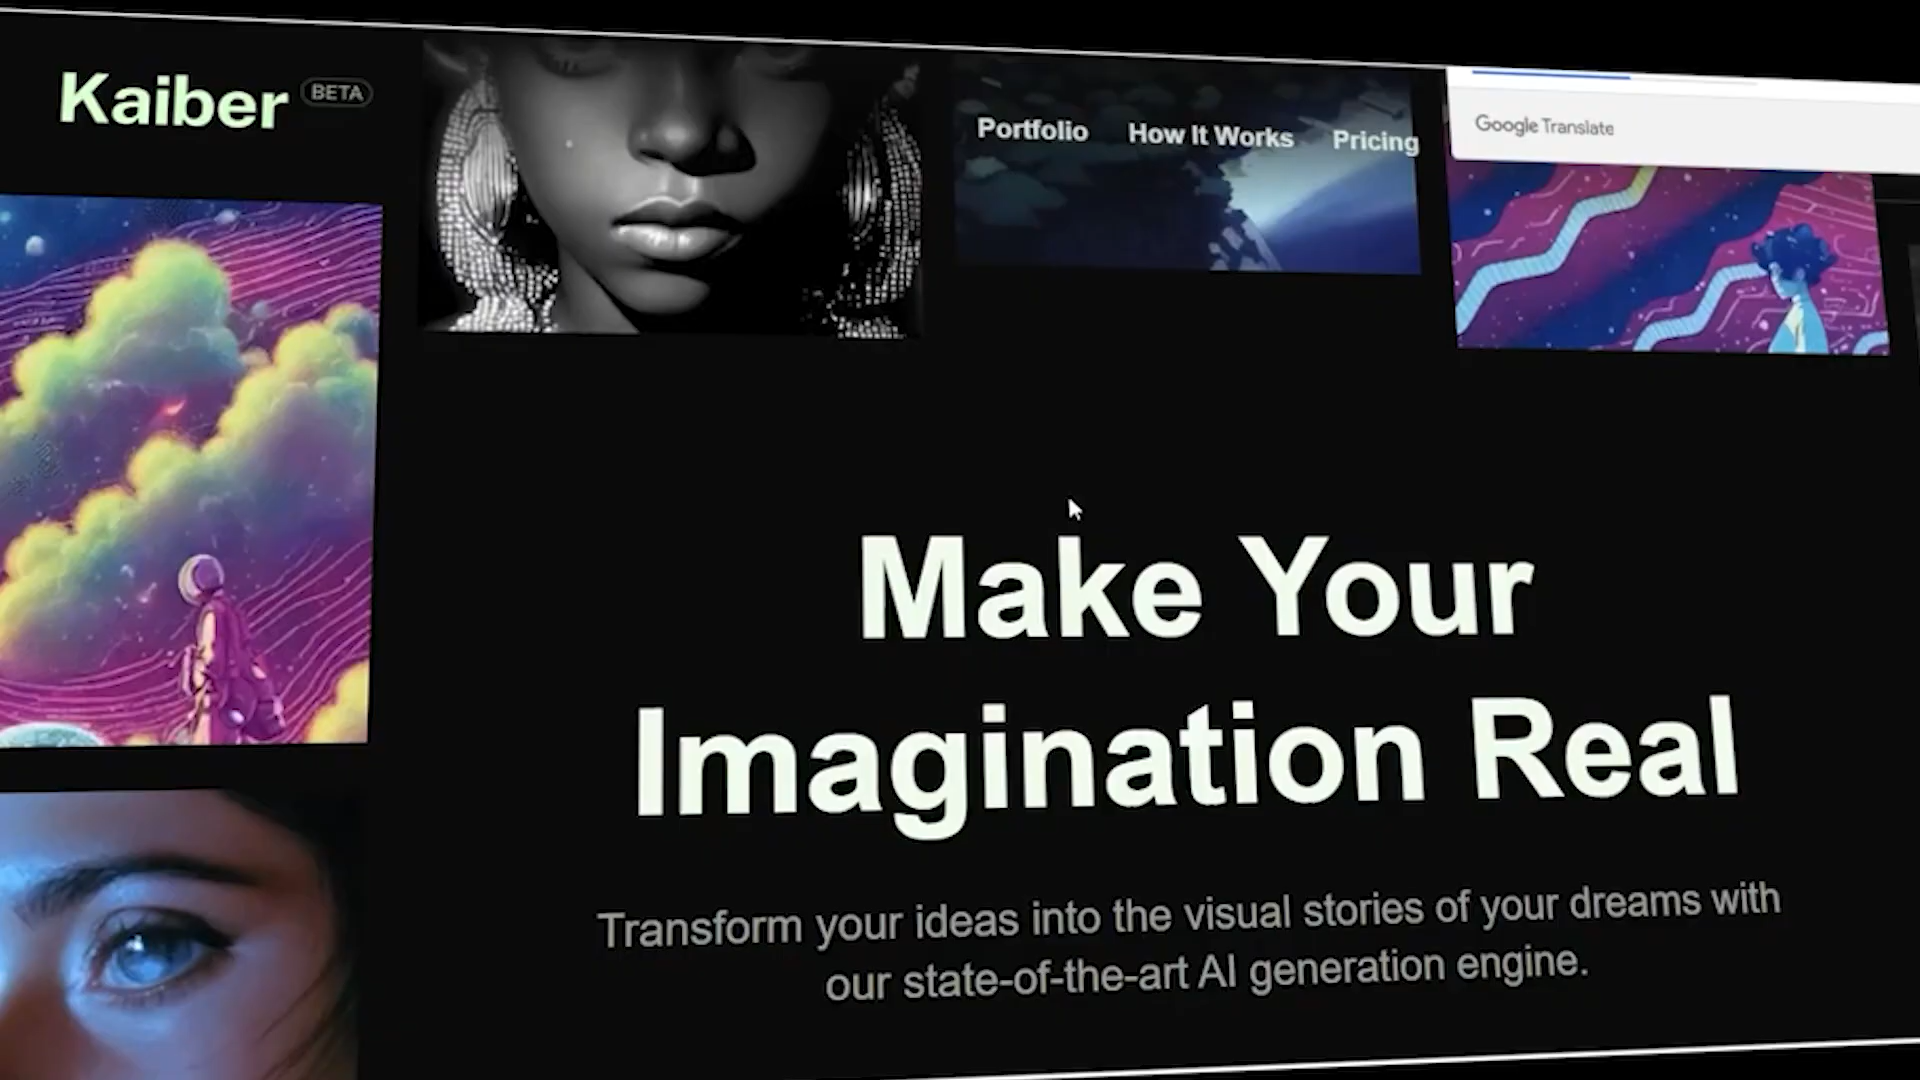 Kaiber BETA
Portfolio How It Works Pricing
Google Translate
Make Your
Imagination Real
Transform your ideas into the visual stories of your dreams with
our state-of-the-art AI generation engine.